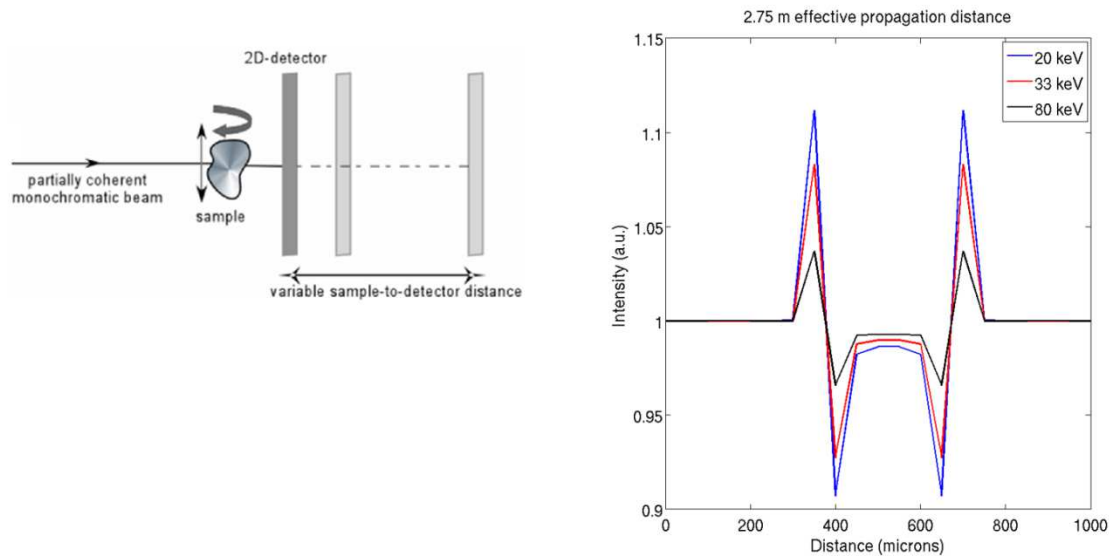 2D-detector
partially coherent
monochromatic beam
sample
variable sample-to-detector distance
2.75 m effective propagation distance
20 keV
33 keV
80 keV
1.15
1.1
1.05
1
0.95
0.9
Intensity (a.u.)
0
200
400
600
800
1000
Distance (microns)